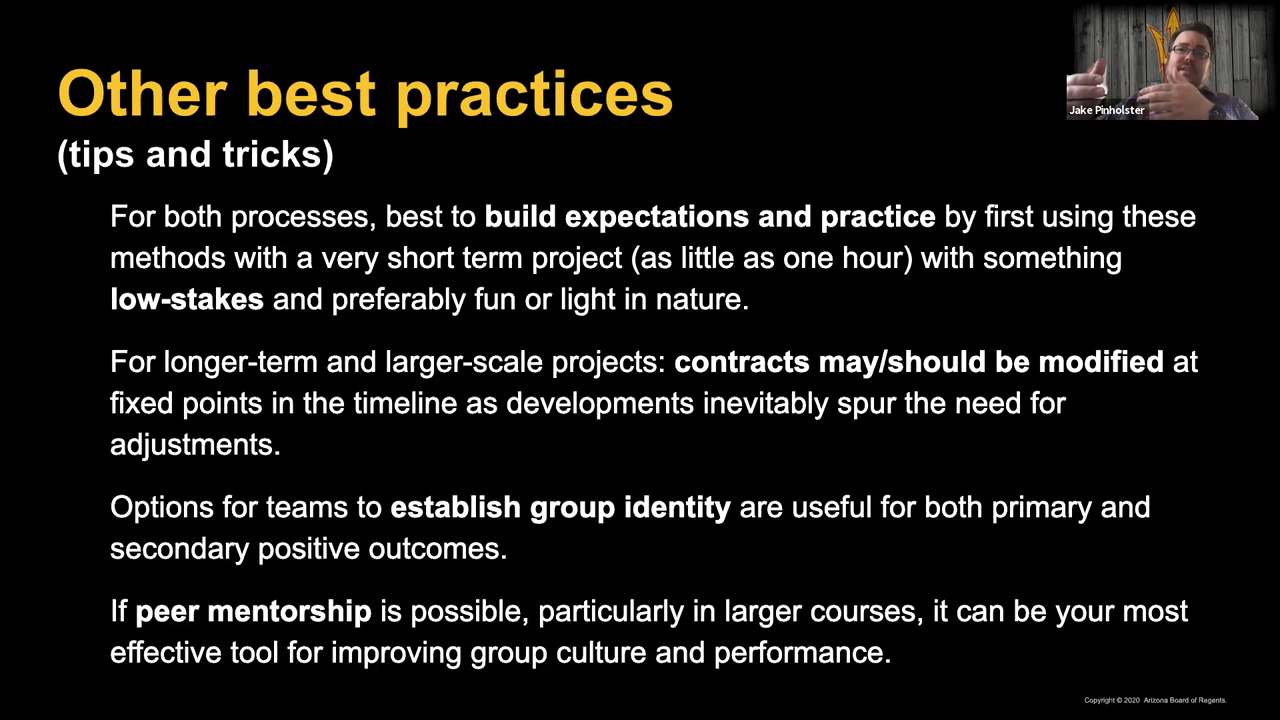 Other best practices
(tips and tricks)
Jake Pinholster
For both processes, best to build expectations and practice by first using these
methods with a very short term project (as little as one hour) with something
low-stakes and preferably fun or light in nature.
For longer-term and larger-scale projects: contracts may/should be modified at
fixed points in the timeline as developments inevitably spur the need for
adjustments.
Options for teams to establish group identity are useful for both primary and
secondary positive outcomes.
If peer mentorship is possible, particularly in larger courses, it can be your most
effective tool for improving group culture and performance.
Copyright © 2020 Arizona Board of Regents.